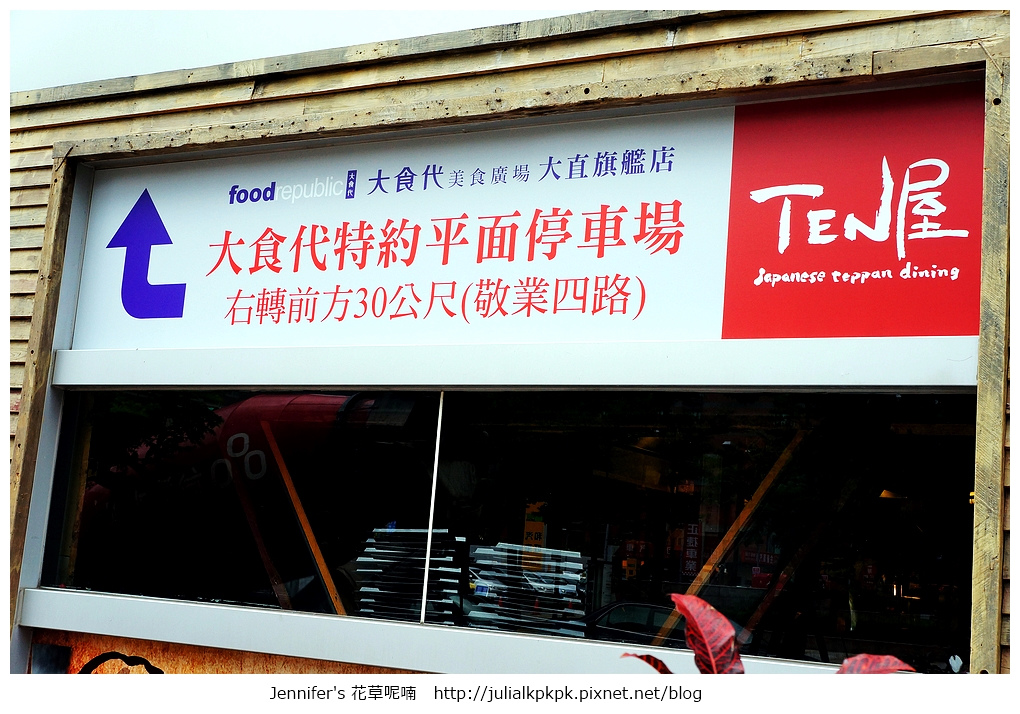 foodrepublic 大食代 大食代美食廣場 大直旗艦店
大食代特約平面停車場
右轉前方30公尺(敬業四路)
TEN屋
Japanese teppan dining
Jennifer's 花草呢喃 http://julialkpkpk.pixnet.net/blog